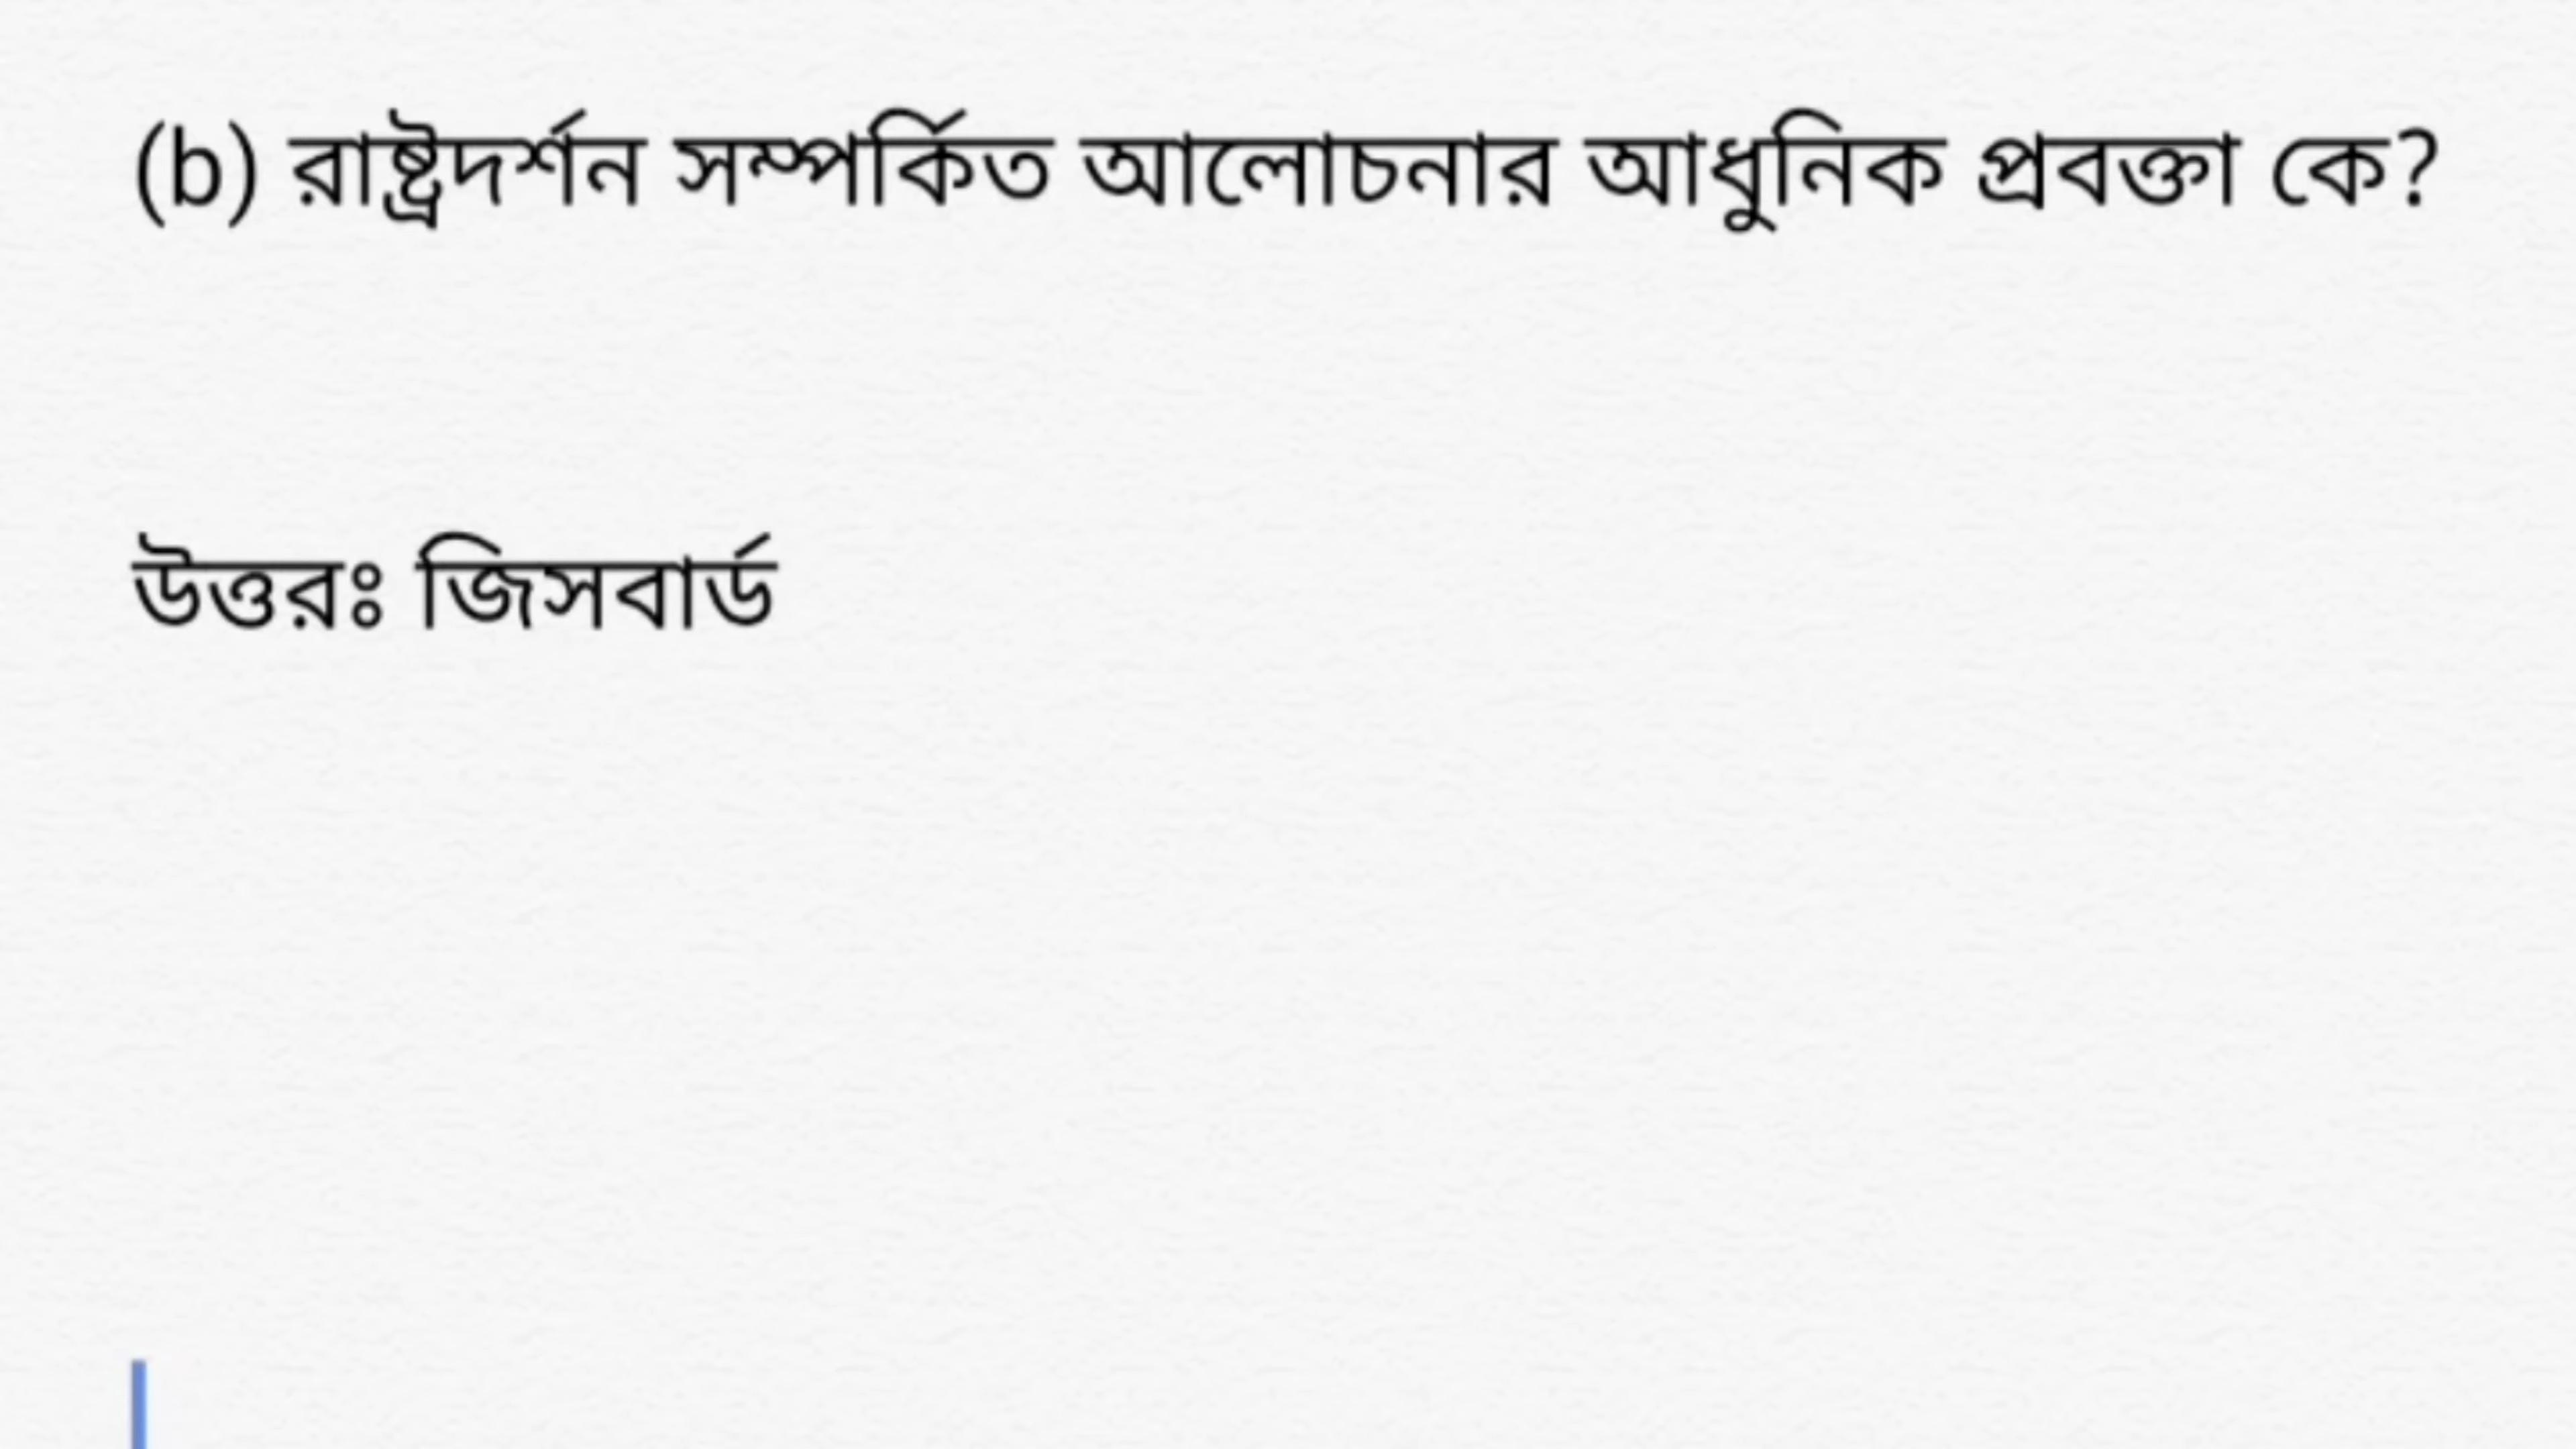 (b) রাষ্ট্রদর্শন সম্পর্কিত আলোচনার আধুনিক প্রবক্তা কে?
উত্তরঃ জিসবার্ড